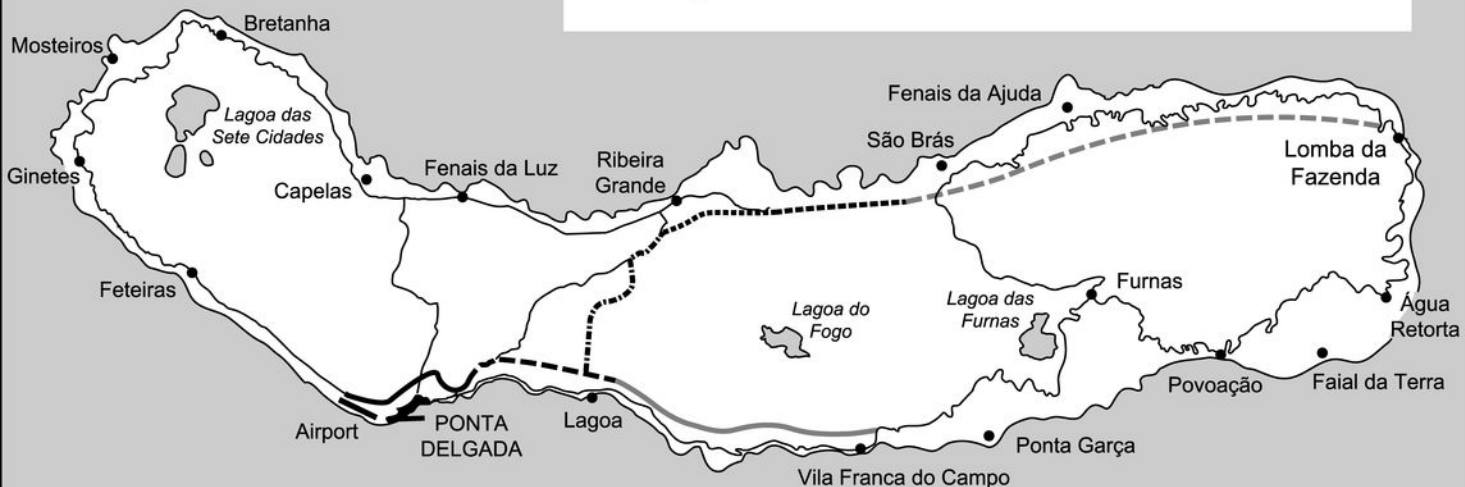 Bretanha
Mosteiros
Lagoa das
Sete Cidades
Ginetes
Capelas
Fenais da Luz
Ribeira
Grande
Fenais da Ajuda
São Brás
Lomba da
Fazenda
Feteiras
Furnas
Lagoa das
Furnas
Lagoa do
Fogo
Água
Retorta
Povoação
Faial da Terra
Airport
PONTA
DELGADA
Lagoa
Ponta Garça
Vila Franca do Campo